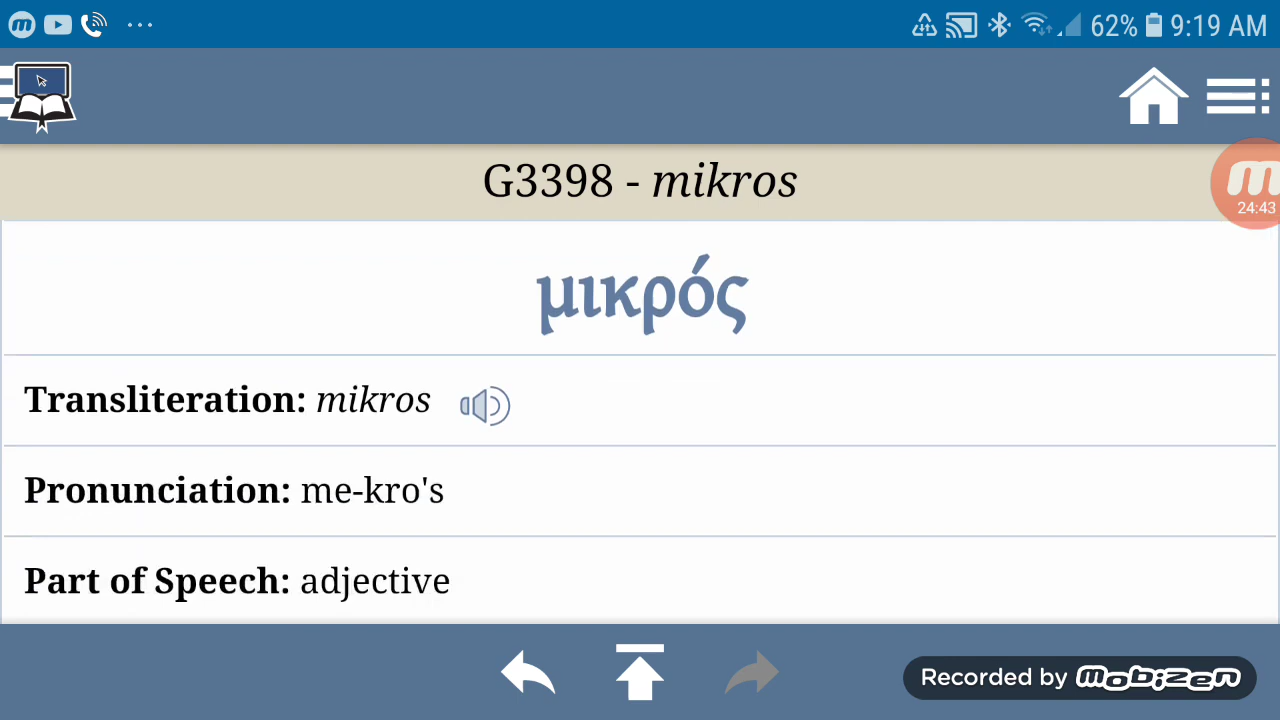 62% 9:19 AM
G3398 - mikros
24:43
μικρός
Transliteration: mikros
Pronunciation: me-kro's
Part of Speech: adjective
Recorded by mobizen